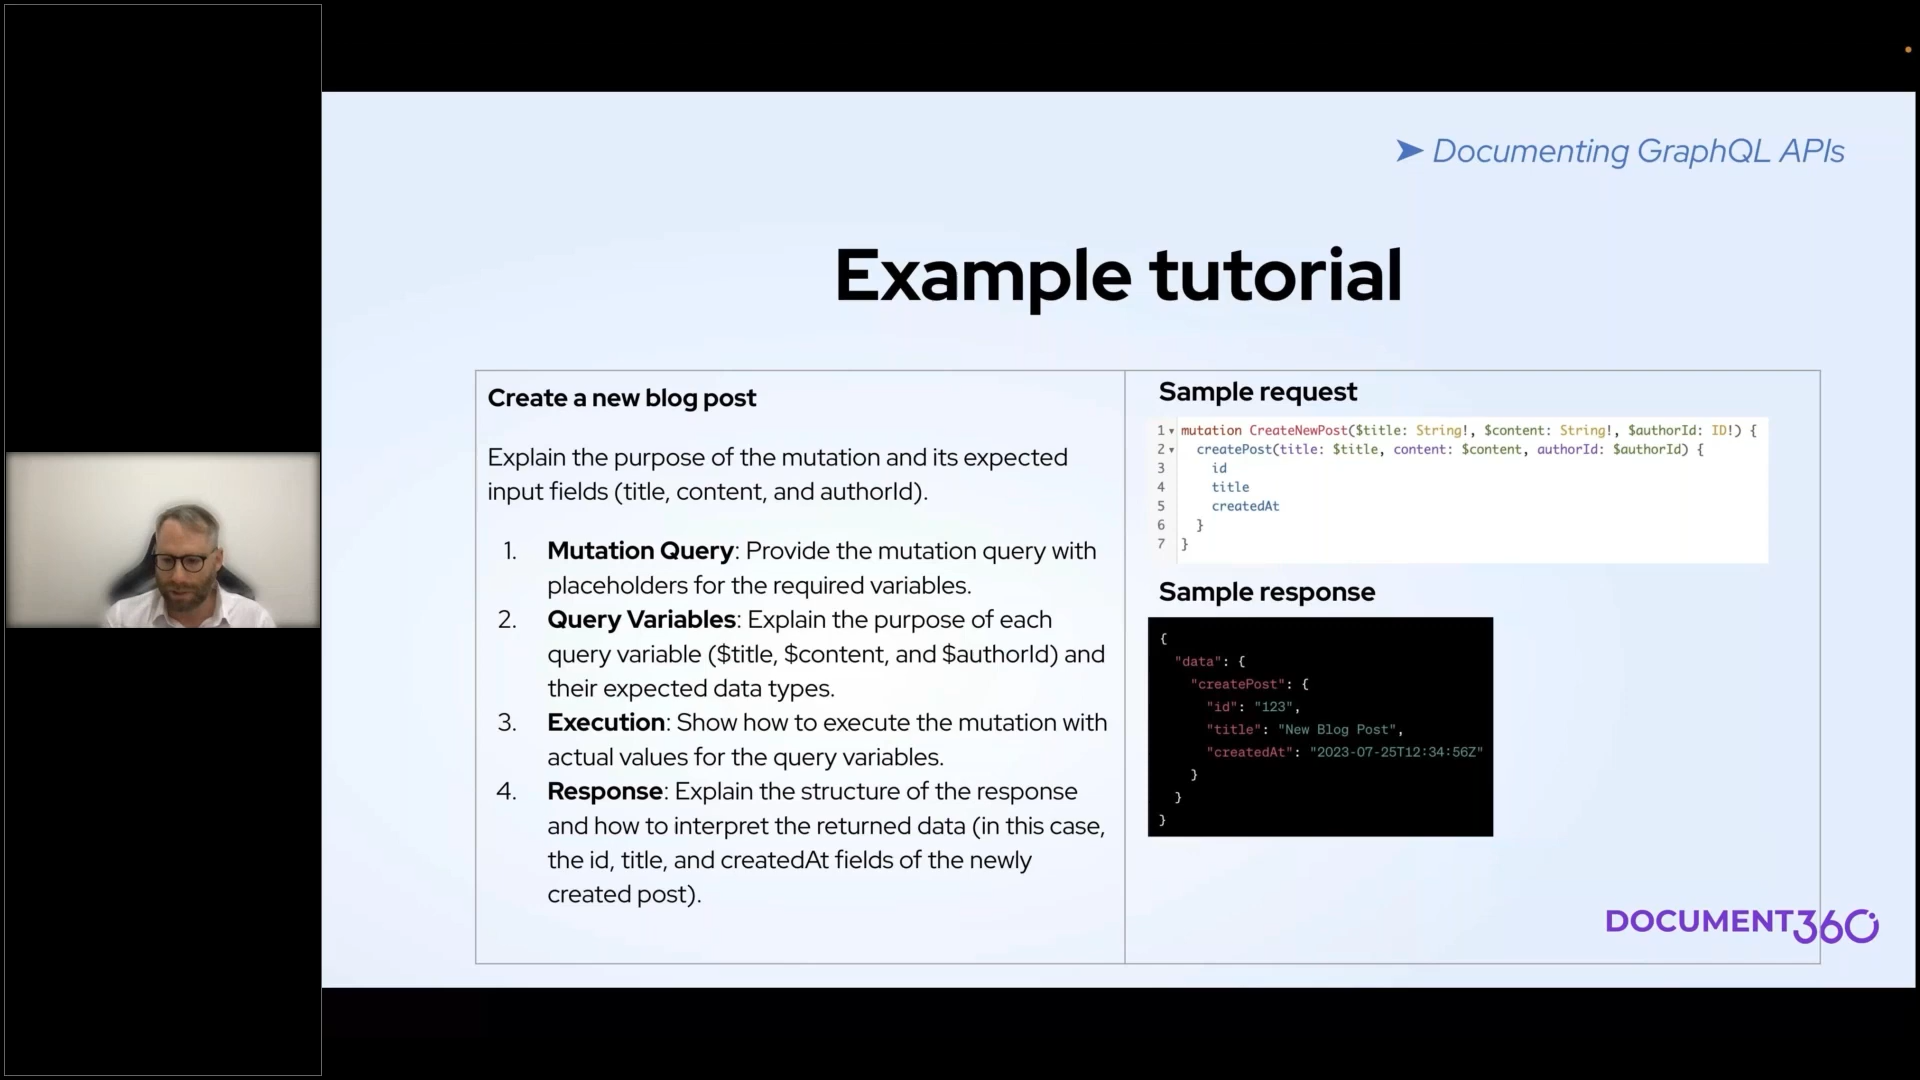 ➤ Documenting GraphQL APIs
Example tutorial
Create a new blog post
Explain the purpose of the mutation and its expected
input fields (title, content, and authorId).
1. Mutation Query: Provide the mutation query with
placeholders for the required variables.
2. Query Variables: Explain the purpose of each
query variable ($title, $content, and $authorId) and
their expected data types.
3. Execution: Show how to execute the mutation with
actual values for the query variables.
4. Response: Explain the structure of the response
and how to interpret the returned data (in this case,
the id, title, and createdAt fields of the newly
created post).
Sample request
1 mutation CreateNewPost($title: String!, $content: String!, $authorId: ID!) {
2 createPost(title: $title, content: $content, authorId: $authorId) {
3 id
4 title
5 createdAt
6 }
7 }
Sample response
{
"data": {
"createPost": {
"id": "123",
"title": "New Blog Post",
"createdAt": "2023-07-25T12:34:56Z"
}
}
}
DOCUMENT360